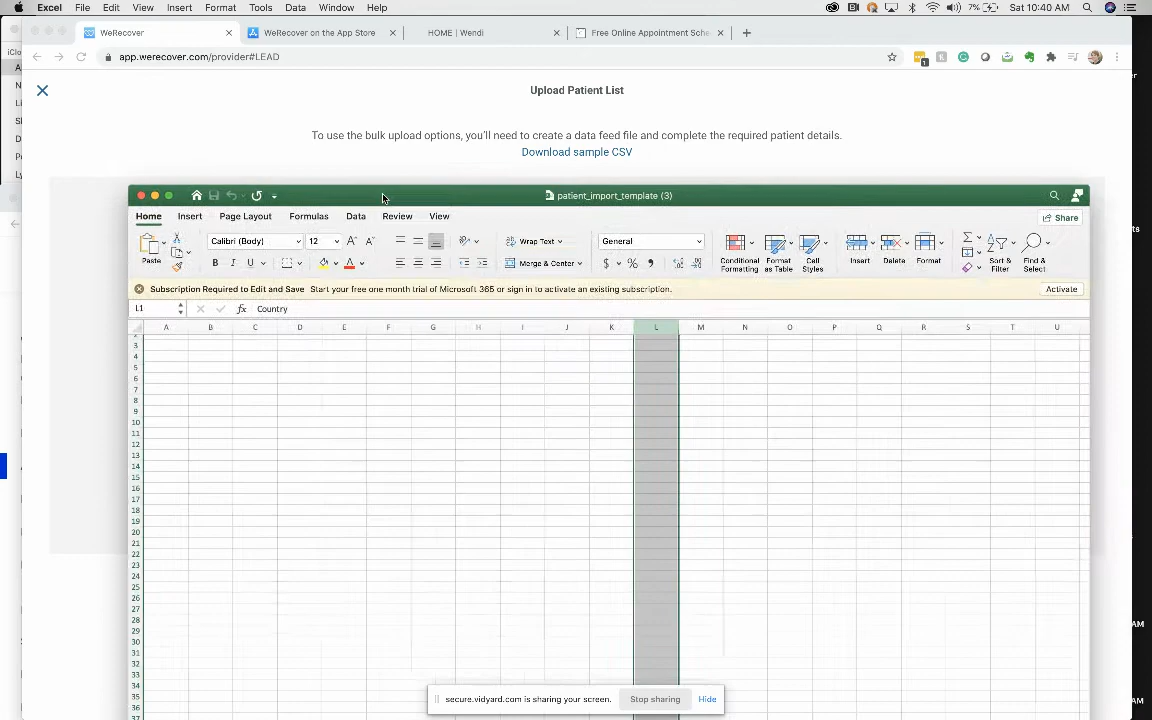 Excel File Edit View Insert Format Tools Data Window Help 7% Sat 10:40 AM
WeRecover WeRecover on the App Store HOME | Wendi Free Online Appointment Sche
app.werecover.com/provider#LEAD
Upload Patient List
To use the bulk upload options, you'll need to create a data feed file and complete the required patient details.
Download sample CSV
patient_import_template (3)
Home Insert Page Layout Formulas Data Review View Share
Paste Calibri (Body) 12 Wrap Text General
B I U A Merge & Center $ % Conditional Formatting Format as Table Cell Styles Insert Delete Format Sort & Filter Find & Select
Subscription Required to Edit and Save Start your free one month trial of Microsoft 365 or sign in to activate an existing subscription. Activate
L1 fx Country
A B C D E F G H I J K L M N O P Q R S T U
3
4
5
6
7
8
9
10
11
12
13
14
15
16
17
18
19
20
21
22
23
24
25
26
27
28
29
30
31
32
33
34
35
36
37
secure.vidyard.com is sharing your screen. Stop sharing Hide